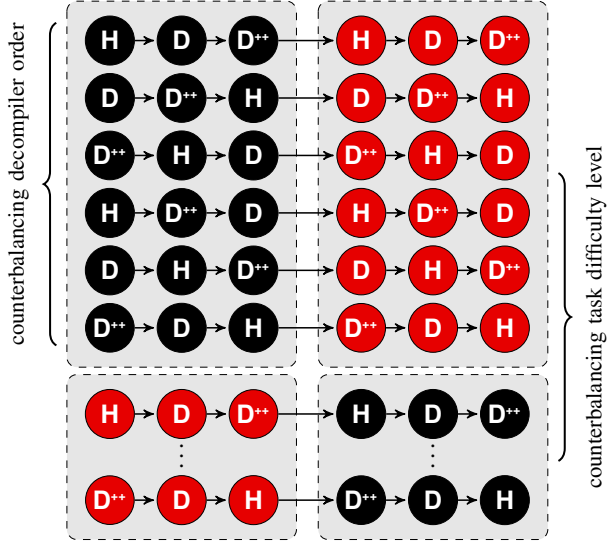 counterbalancing decompiler order
H D D++ H D D++
D D++ H D D++ H
D++ H D D++ H D
H D++ D H D++ D
D H D++ D H D++
D++ D H D++ D H
H D D++ H D D++
D++ D H D++ D H
counterbalancing task difficulty level